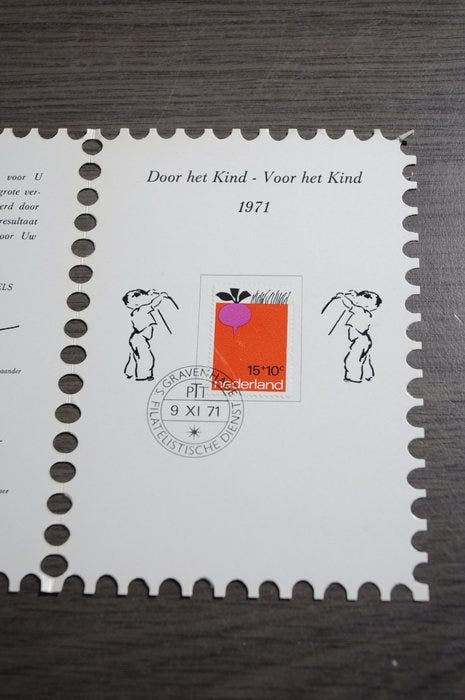 voor U
grote ver-
erd door
resultaat
oor Uw
ELS
aander
Door het Kind - Voor het Kind
1971
15+10c
nederland
'S GRAVENHAGE
PTT
9 XI 71
FILATELISTISCHE DIENST